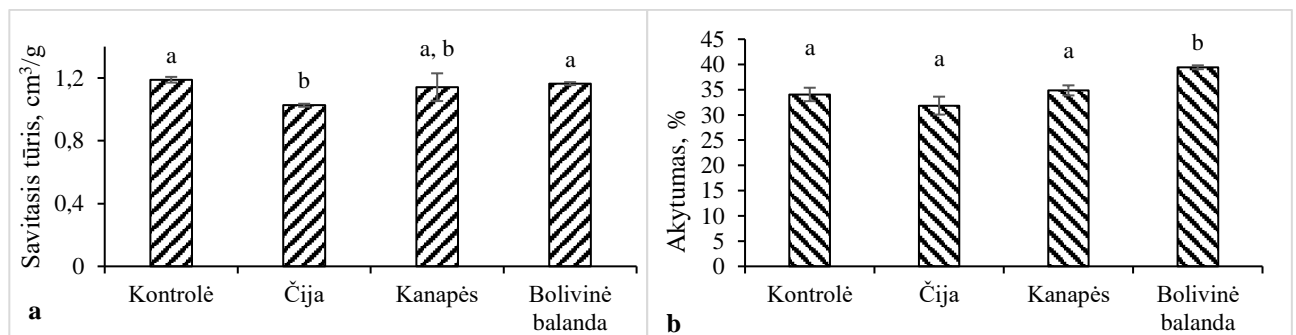 Savitasis tūris, cm³/g
1,2
0,8
0,4
0
a
b
a, b
a
Kontrolė
Čija
Kanapės
Bolivinė
balanda
a
Akytumas, %
45
40
35
30
25
20
15
10
5
0
a
a
a
b
Kontrolė
Čija
Kanapės
Bolivinė
balanda
b